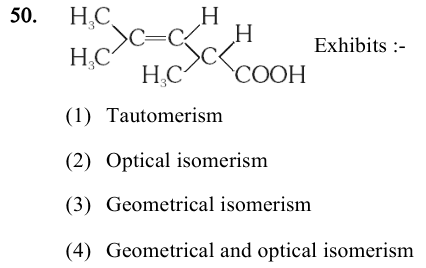 50. H₃C H
C=C H
H₃C C Exhibits :-
H₃C COOH
(1) Tautomerism
(2) Optical isomerism
(3) Geometrical isomerism
(4) Geometrical and optical isomerism